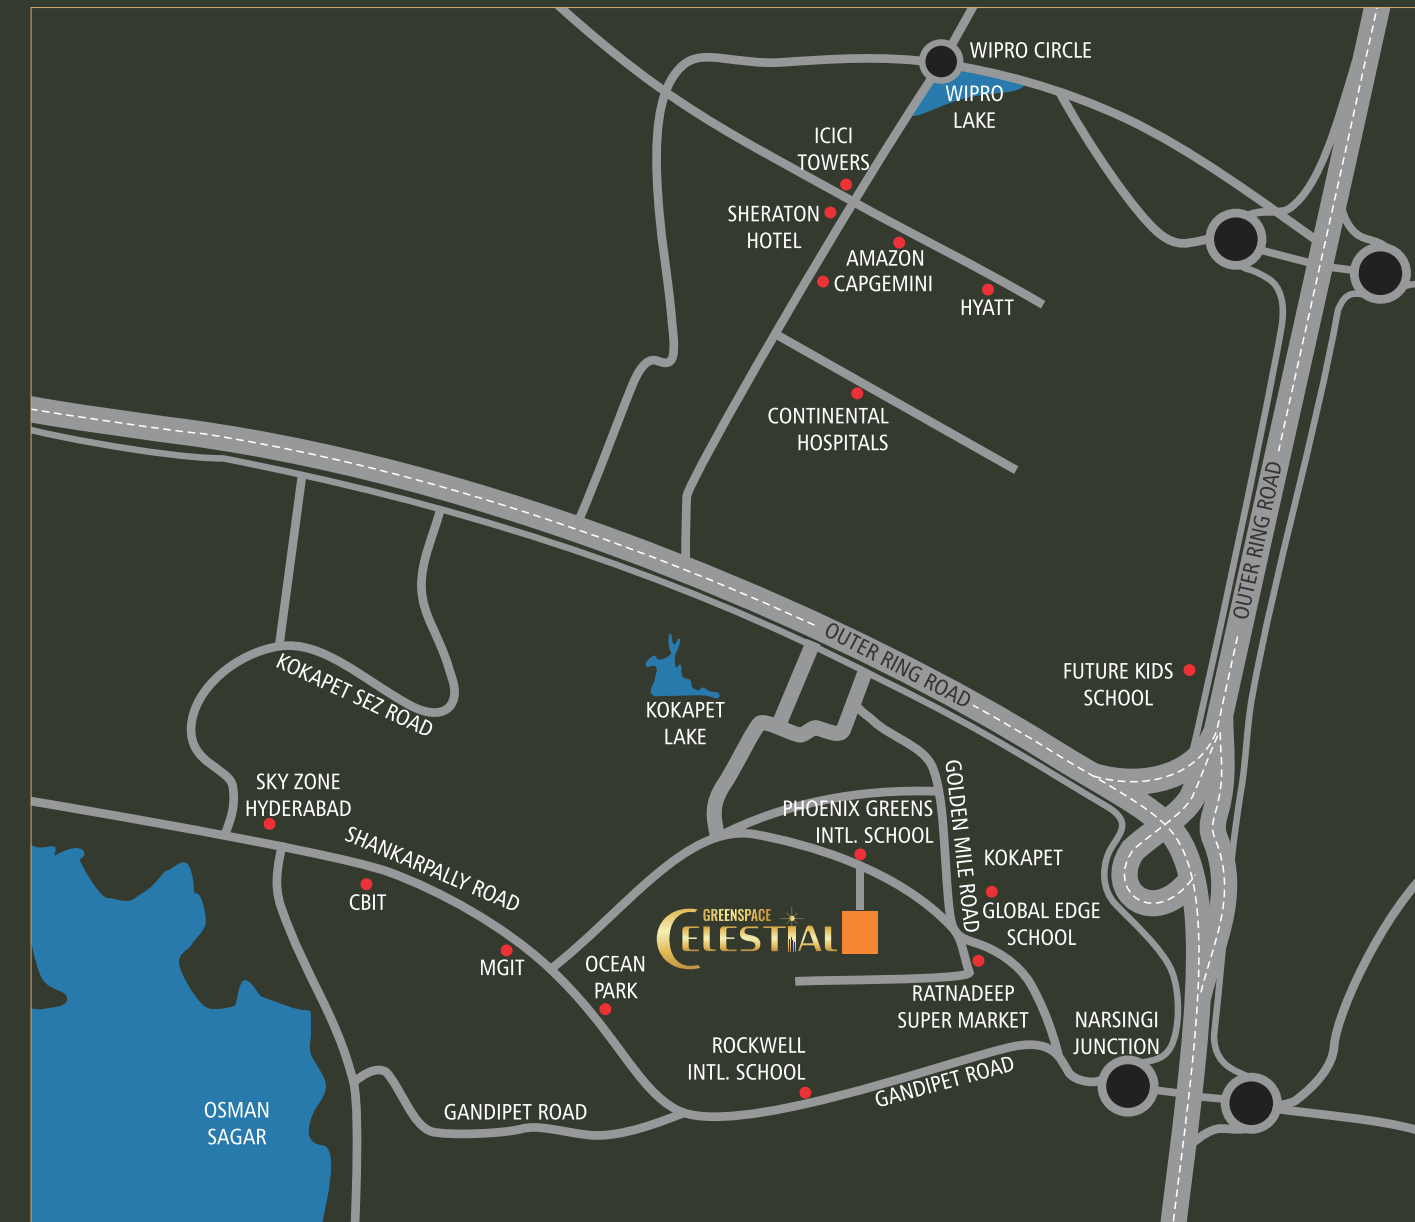 WIPRO CIRCLE
WIPRO
LAKE
ICICI
TOWERS
SHERATON
HOTEL
AMAZON
CAPGEMINI
HYATT
CONTINENTAL
HOSPITALS
OUTER RING ROAD
OUTER RING ROAD
FUTURE KIDS
SCHOOL
KOKAPET SEZ ROAD
KOKAPET
LAKE
SKY ZONE
HYDERABAD
SHANKARPALLY ROAD
CBIT
MGIT
PHOENIX GREENS
INTL. SCHOOL
GOLDEN MILE ROAD
KOKAPET
GLOBAL EDGE
SCHOOL
GREENSPACE
CELESTIAL
OCEAN
PARK
RATNADEEP
SUPER MARKET
NARSINGI
JUNCTION
ROCKWELL
INTL. SCHOOL
GANDIPET ROAD
GANDIPET ROAD
OSMAN
SAGAR